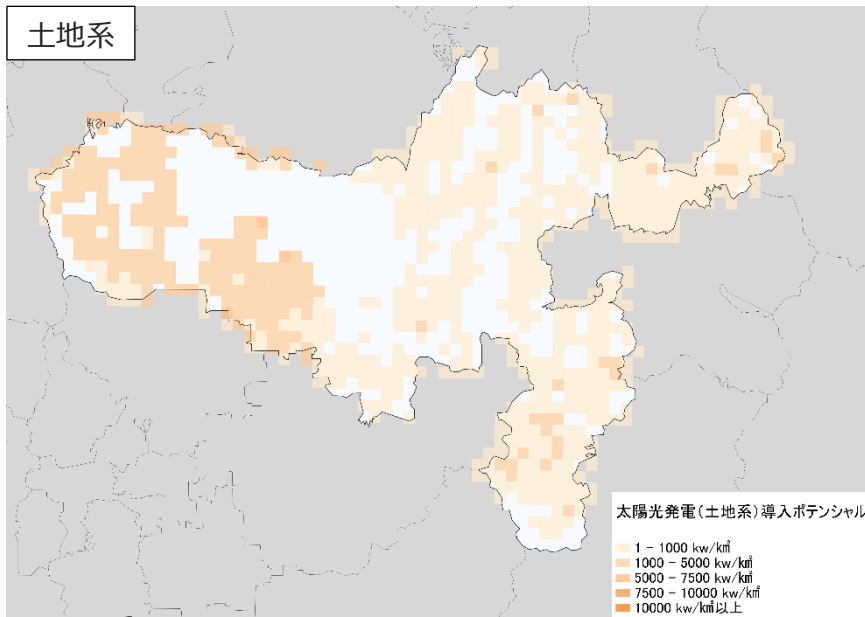 土地系
太陽光発電(土地系)導入ポテンシャル
1 - 1000 kw/k㎡
1000 - 5000 kw/k㎡
5000 - 7500 kw/k㎡
7500 - 10000 kw/k㎡
10000 kw/k㎡以上